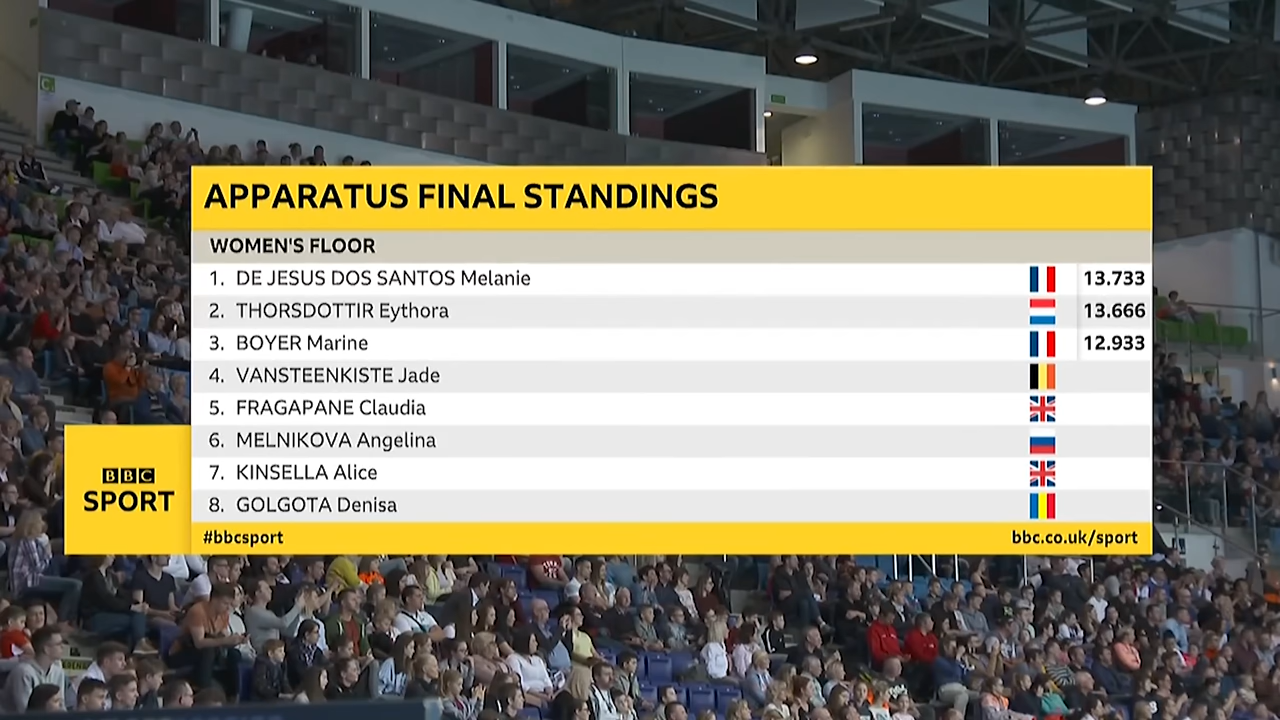 APPARATUS FINAL STANDINGS
WOMEN'S FLOOR
1. DE JESUS DOS SANTOS Melanie 13.733
2. THORSDOTTIR Eythora 13.666
3. BOYER Marine 12.933
4. VANSTEENKISTE Jade
5. FRAGAPANE Claudia
6. MELNIKOVA Angelina
7. KINSELLA Alice
8. GOLGOTA Denisa
BBC
SPORT
#bbcsport bbc.co.uk/sport